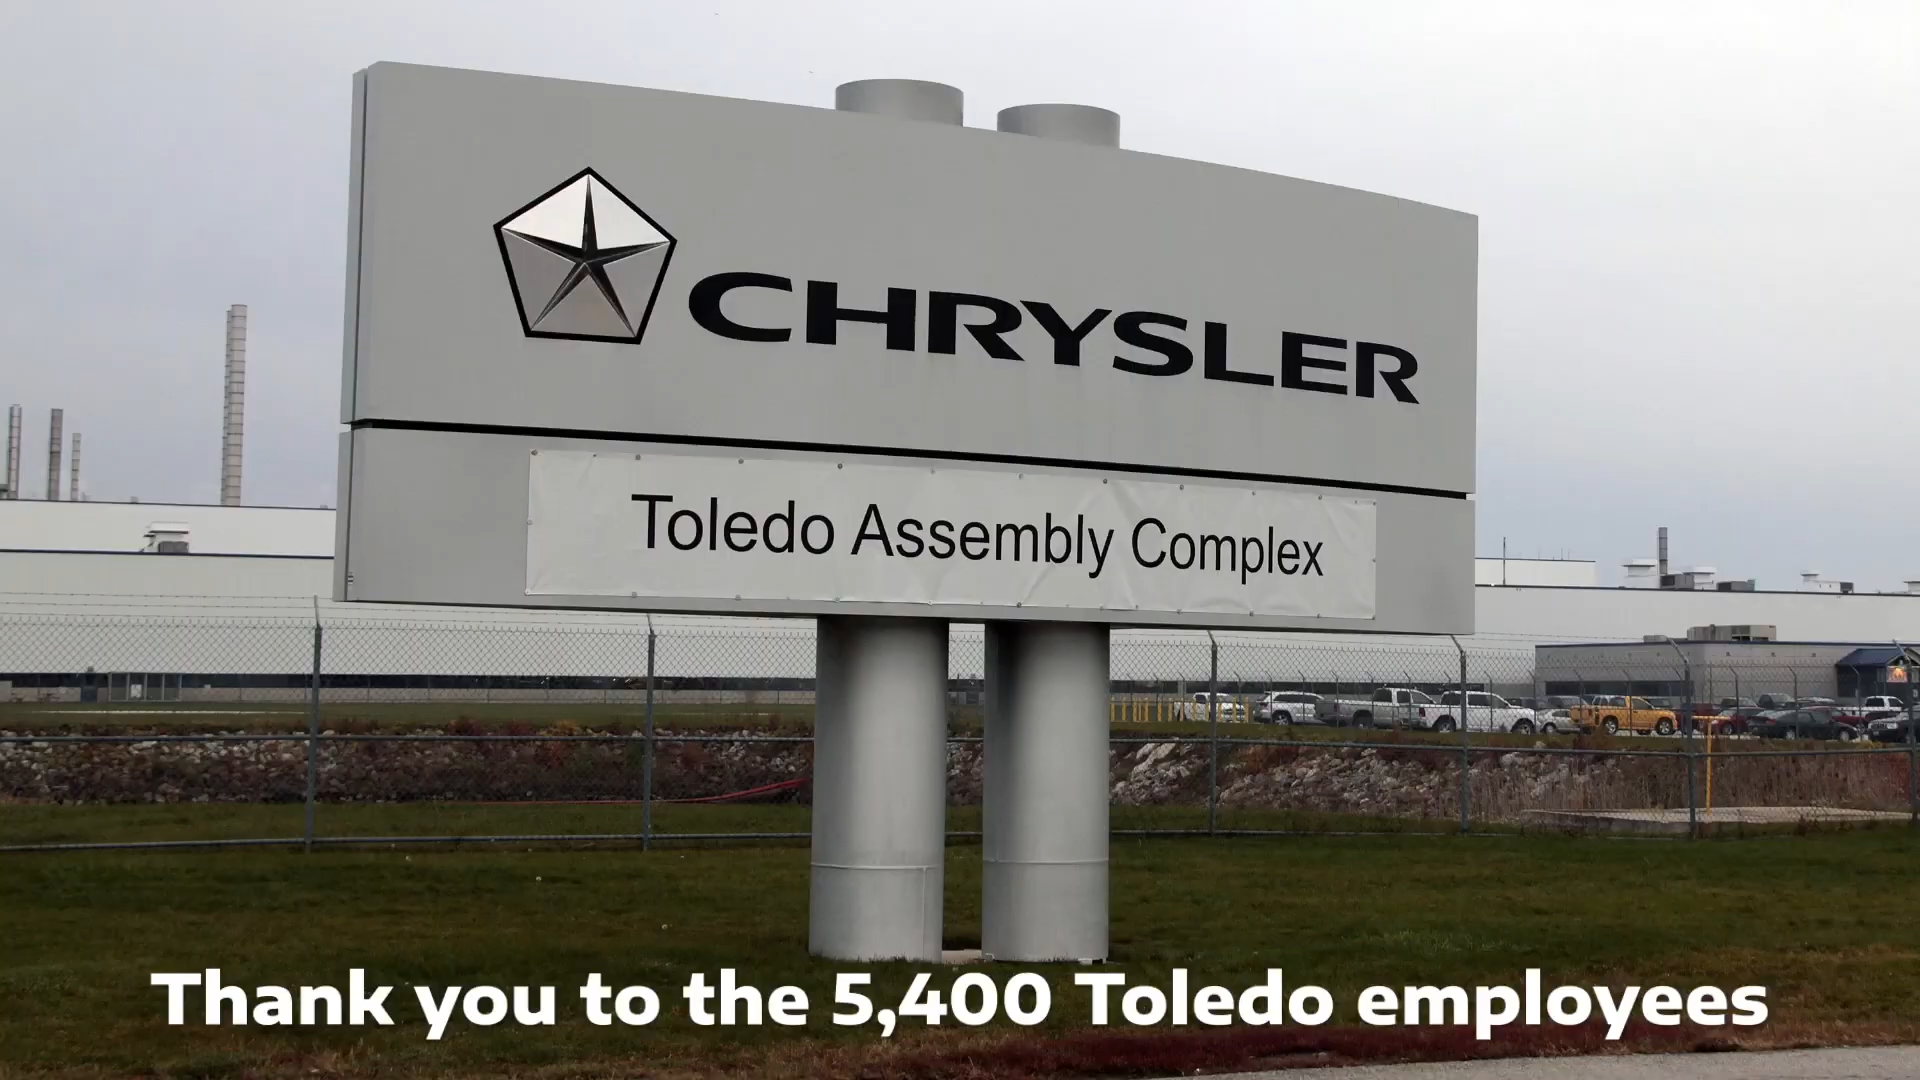 CHRYSLER
Toledo Assembly Complex
Thank you to the 5,400 Toledo employees